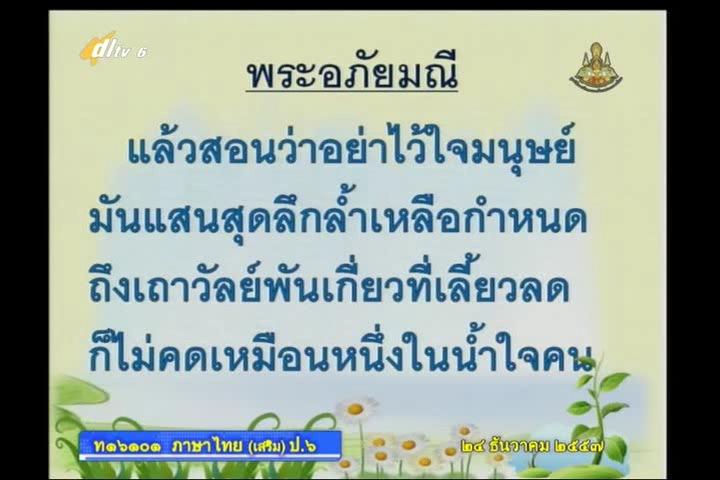 dltv 6
พระอภัยมณี
แล้วสอนว่าอย่าไว้ใจมนุษย์
มันแสนสุดลึกล้ำเหลือกำหนด
ถึงเถาวัลย์พันเกี่ยวที่เลี้ยวลด
ก็ไม่คดเหมือนหนึ่งในน้ำใจคน
ท๑๖๑๐๑ ภาษาไทย (เสริม) ป.๖
๒๔ ธันวาคม ๒๕๕๗